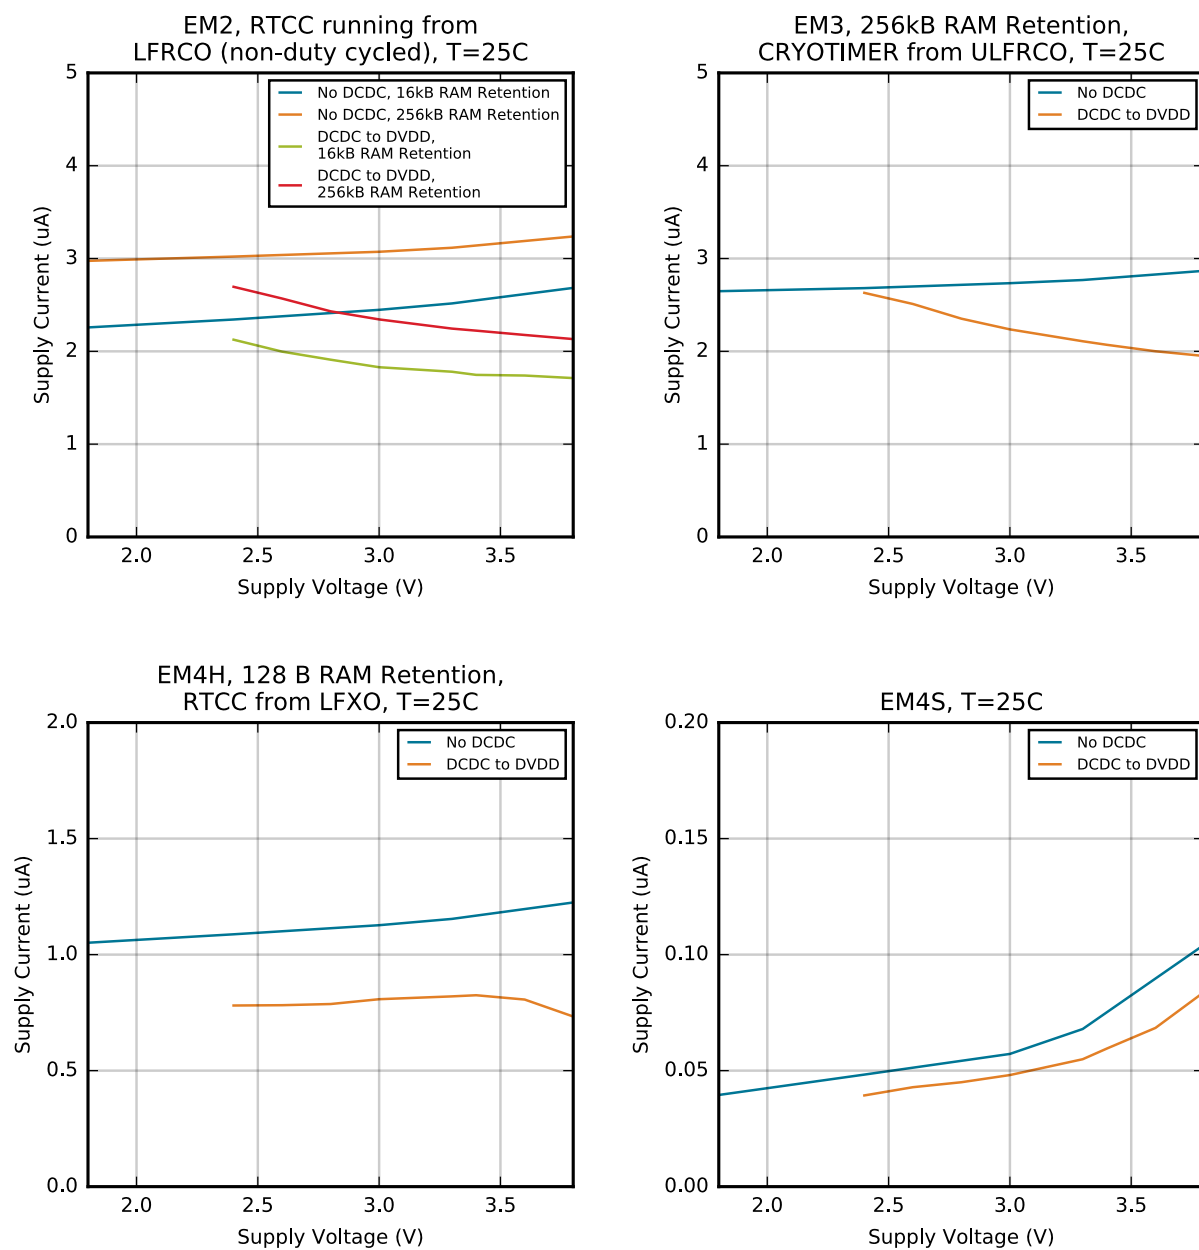 EM2, RTCC running from
LFRCO (non-duty cycled), T=25C
5
4
3
2
1
0
Supply Current (uA)
No DCDC, 16kB RAM Retention
No DCDC, 256kB RAM Retention
DCDC to DVDD,
16kB RAM Retention
DCDC to DVDD,
256kB RAM Retention
2.0 2.5 3.0 3.5
Supply Voltage (V)
EM3, 256kB RAM Retention,
CRYOTIMER from ULFRCO, T=25C
5
4
3
2
1
0
Supply Current (uA)
No DCDC
DCDC to DVDD
2.0 2.5 3.0 3.5
Supply Voltage (V)
EM4H, 128 B RAM Retention,
RTCC from LFXO, T=25C
2.0
1.5
1.0
0.5
0.0
Supply Current (uA)
No DCDC
DCDC to DVDD
2.0 2.5 3.0 3.5
Supply Voltage (V)
EM4S, T=25C
0.20
0.15
0.10
0.05
0.00
Supply Current (uA)
No DCDC
DCDC to DVDD
2.0 2.5 3.0 3.5
Supply Voltage (V)